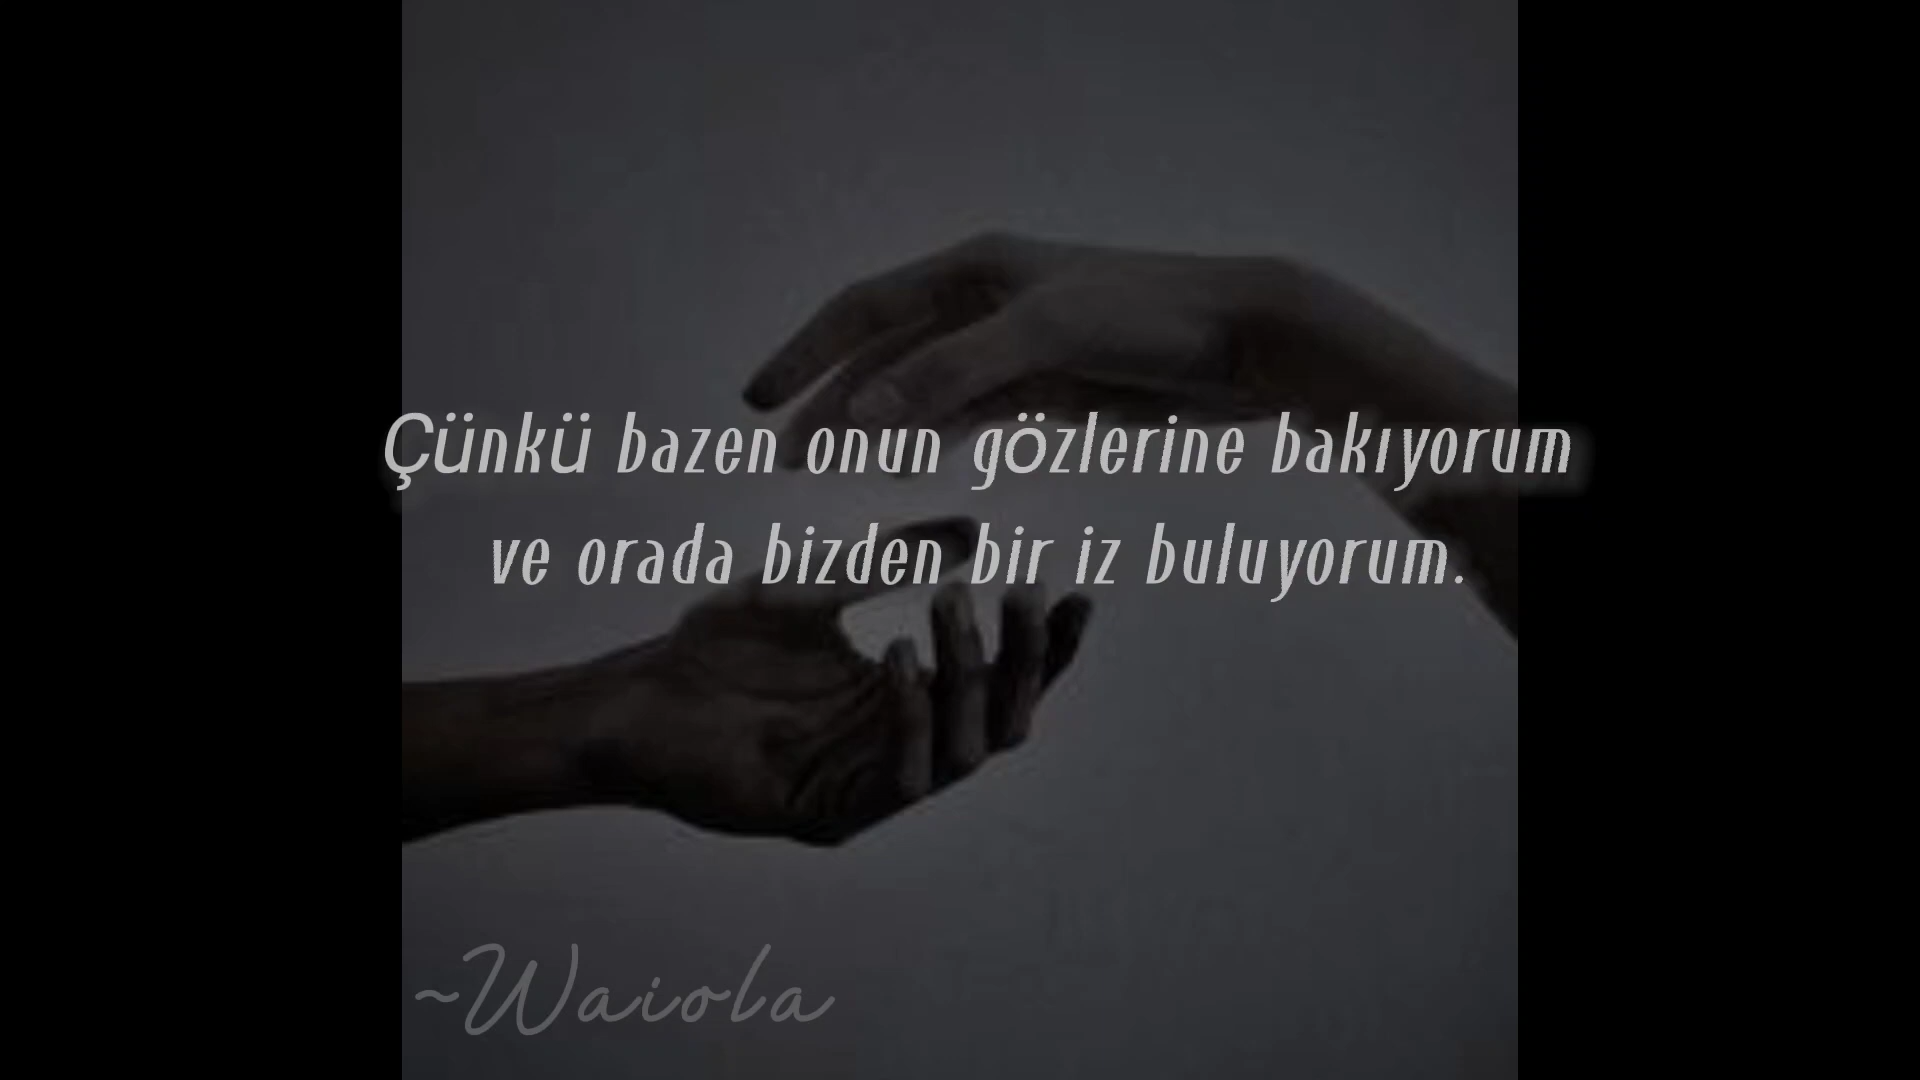 Çünkü bazen onun gözlerine bakıyorum
ve orada bizden bir iz buluyorum.
~Waiola